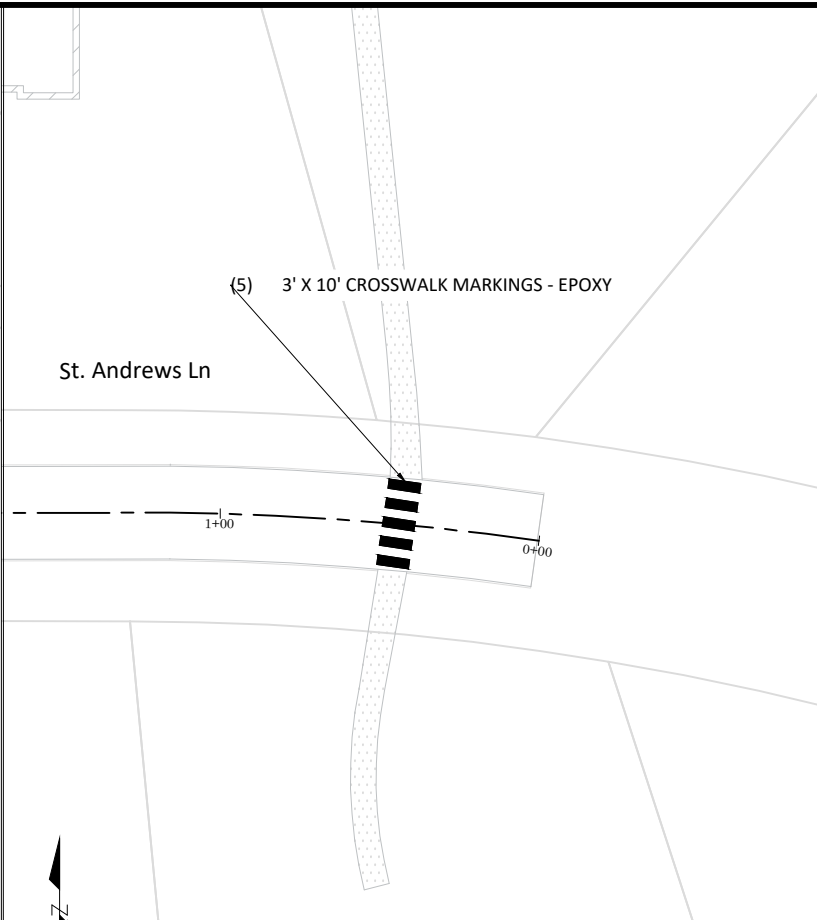 (5) 3' X 10' CROSSWALK MARKINGS - EPOXY
St. Andrews Ln
1+00
0+00
Z